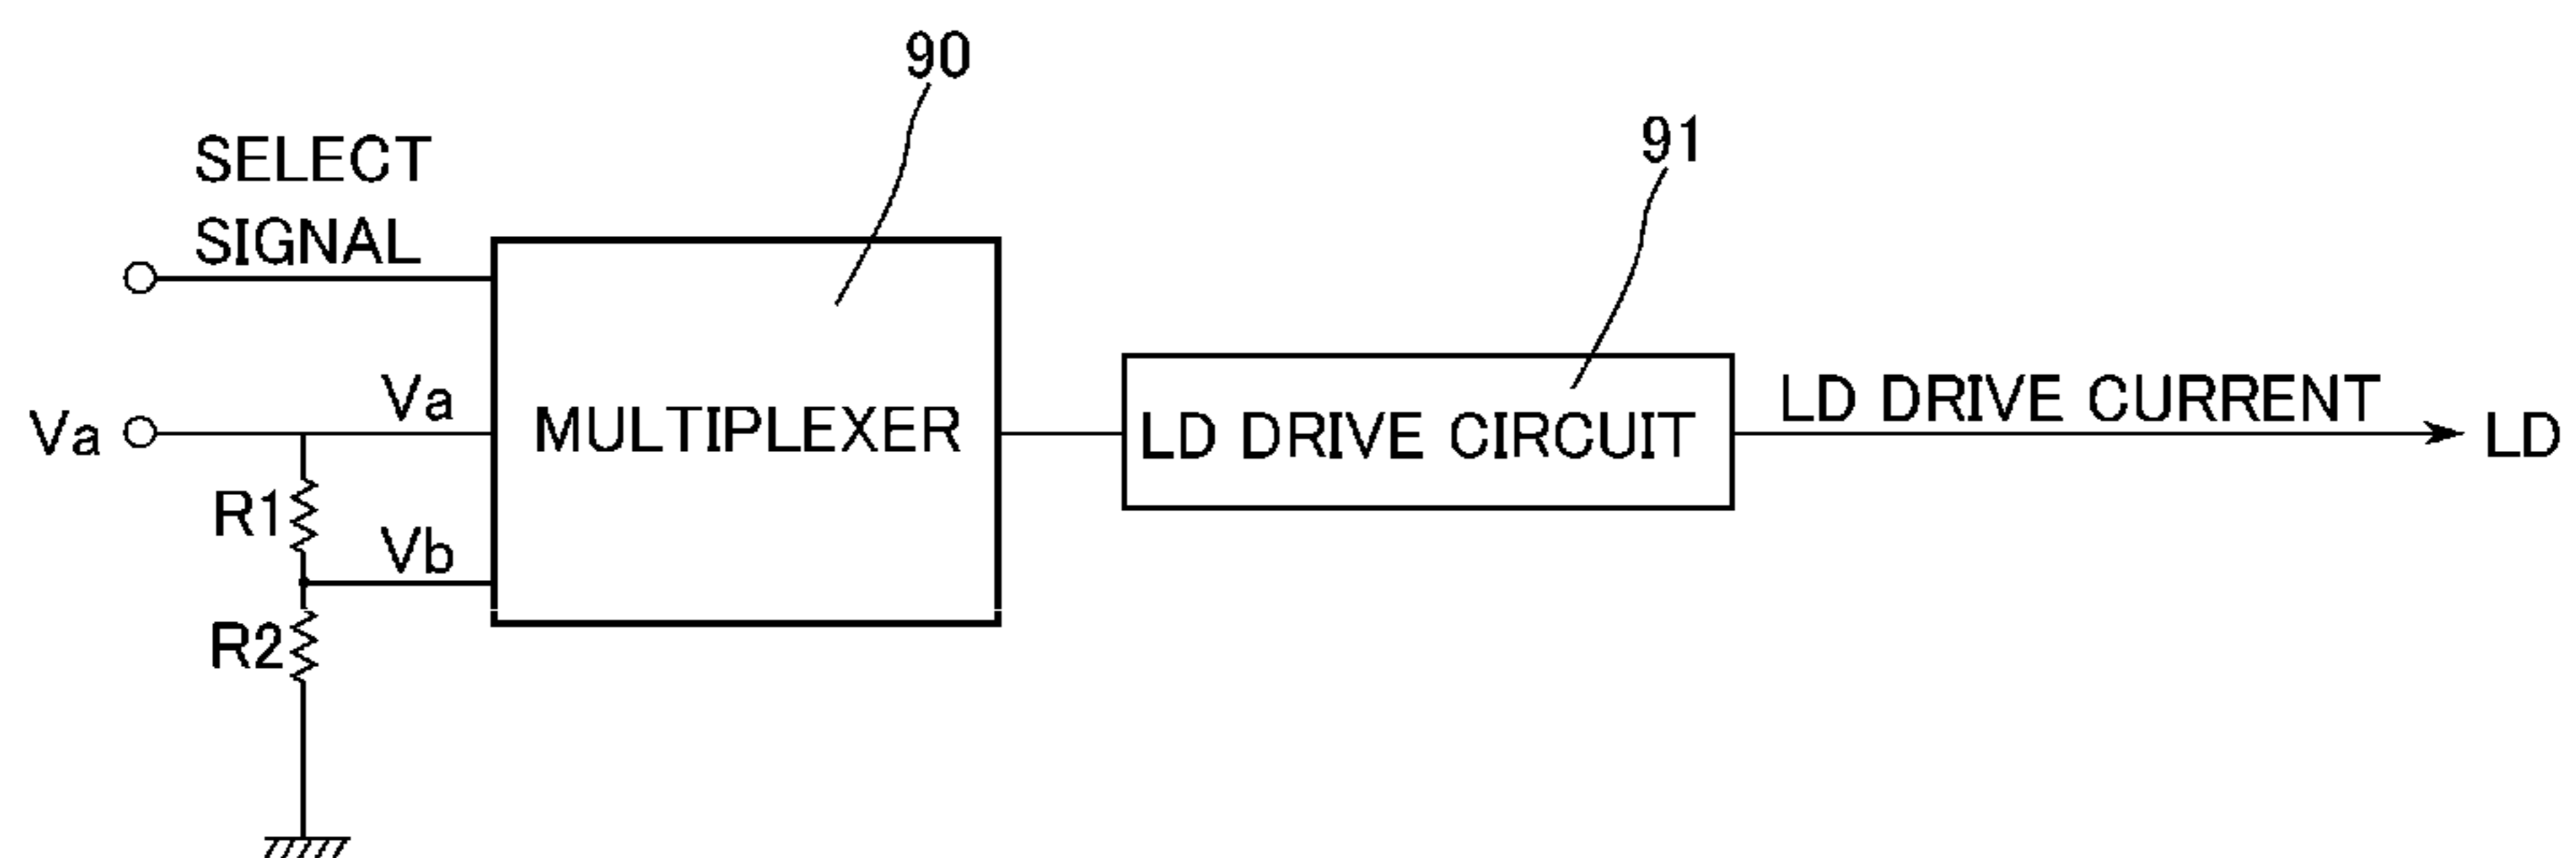 90
91
SELECT
SIGNAL
Va
Va
MULTIPLEXER
LD DRIVE CIRCUIT
LD DRIVE CURRENT
LD
R1
Vb
R2